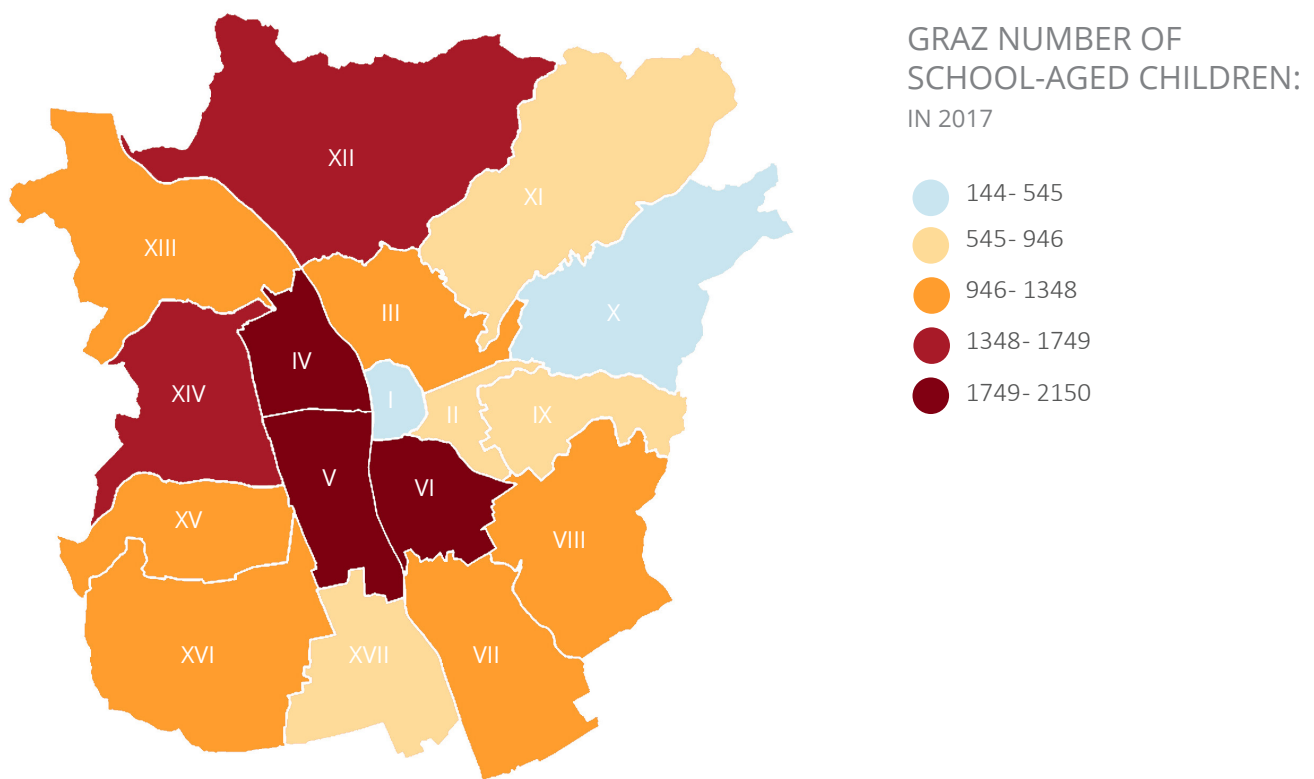 GRAZ NUMBER OF
SCHOOL-AGED CHILDREN:
IN 2017
144- 545
545- 946
946- 1348
1348- 1749
1749- 2150
XII
XI
XIII
III
X
IV
XIV
I
II
IX
V
VI
XV
VIII
XVI
XVII
VII